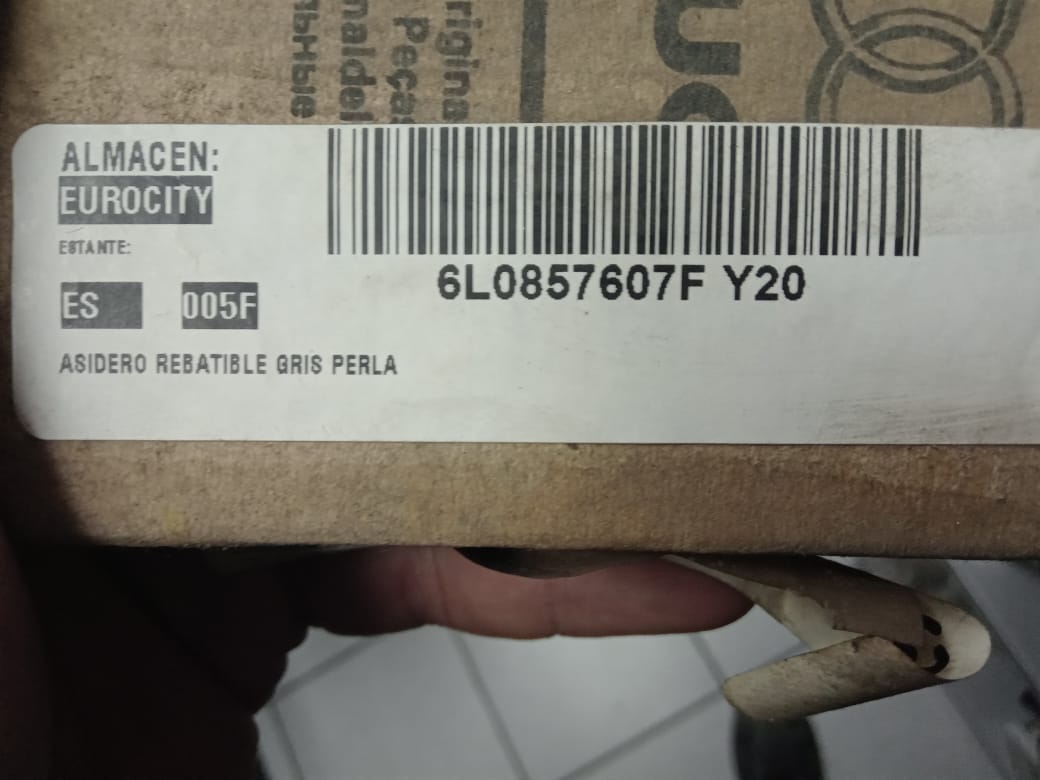 ALMACEN:
EUROCITY
ESTANTE:
ES 005F
ASIDERO REBATIBLE GRIS PERLA
6L0857607F Y20